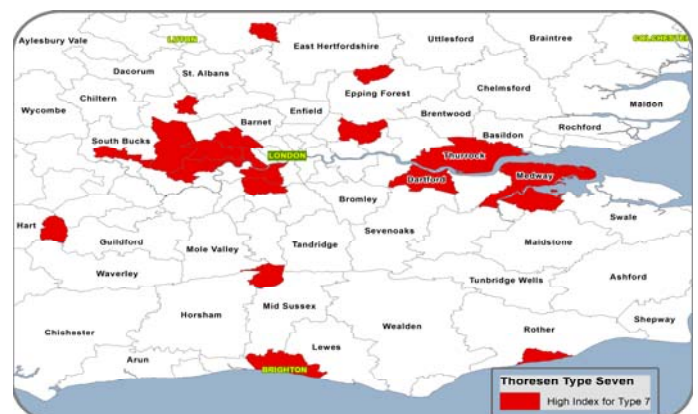 Aylesbury Vale
LUTON
East Hertfordshire
Uttlesford
Braintree
COLCHESTER
Dacorum
St. Albans
Chelmsford
Maldon
Wycombe
Chiltern
Epping Forest
Enfield
Barnet
Brentwood
Rochford
Basildon
South Bucks
LONDON
Thurrock
Dartford
Medway
Bromley
Swale
Hart
Guildford
Mole Valley
Tandridge
Sevenoaks
Maidstone
Waverley
Tunbridge Wells
Ashford
Horsham
Mid Sussex
Wealden
Rother
Shepway
Chichester
Arun
Lewes
BRIGHTON
Thoresen Type Seven
High Index for Type 7